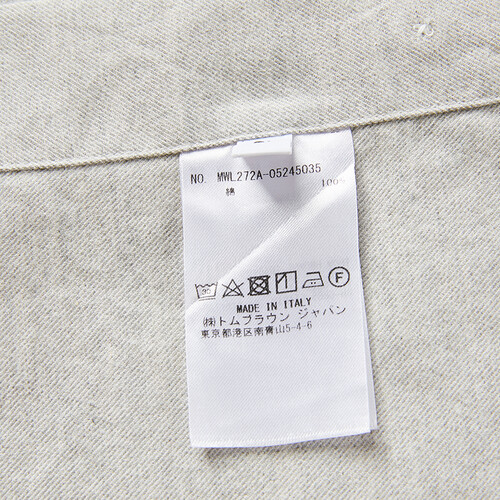 NO. MWL272A-05245035
綿 100%
30
F
MADE IN ITALY
(株)トムブラウン ジャパン
東京都港区南青山5-4-6